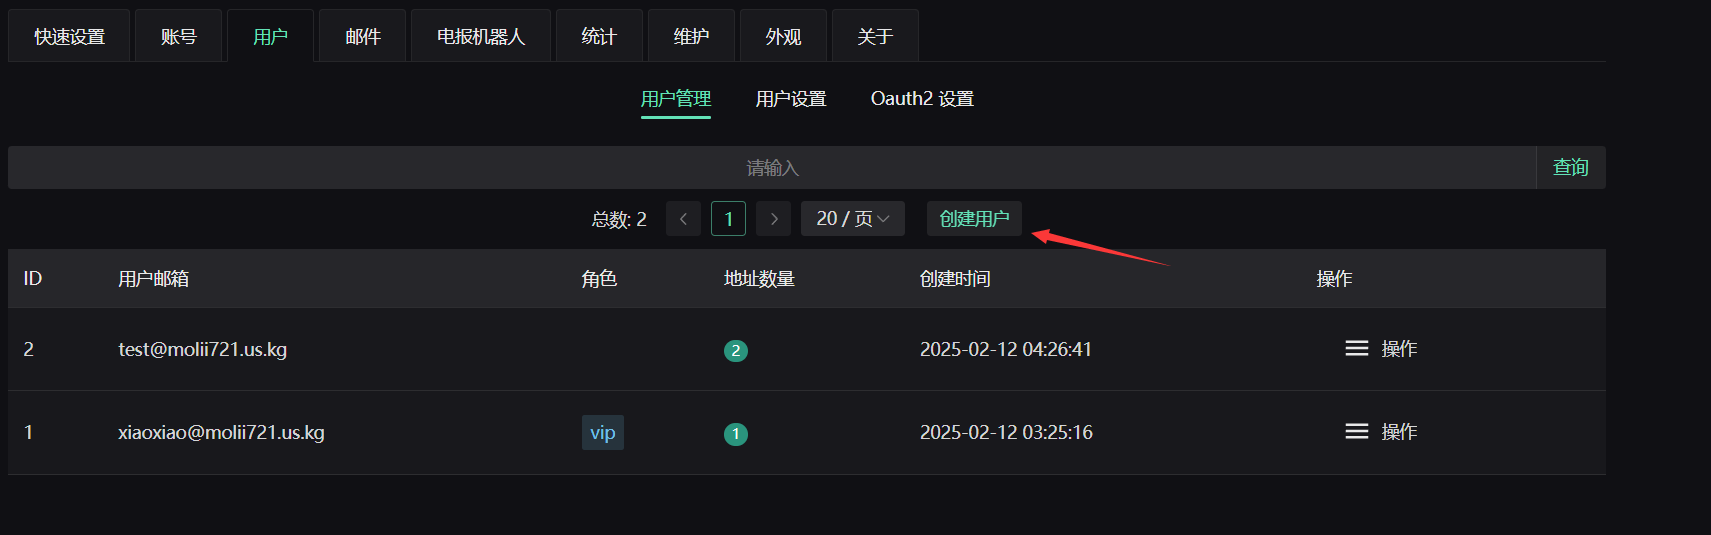 快速设置 账号 用户 邮件 电报机器人 统计 维护 外观 关于
用户管理 用户设置 Oauth2 设置
请输入 查询
总数: 2 1 20 / 页 创建用户
ID 用户邮箱 角色 地址数量 创建时间 操作
2 test@molii721.us.kg 2 2025-02-12 04:26:41 操作
1 xiaoxiao@molii721.us.kg vip 1 2025-02-12 03:25:16 操作